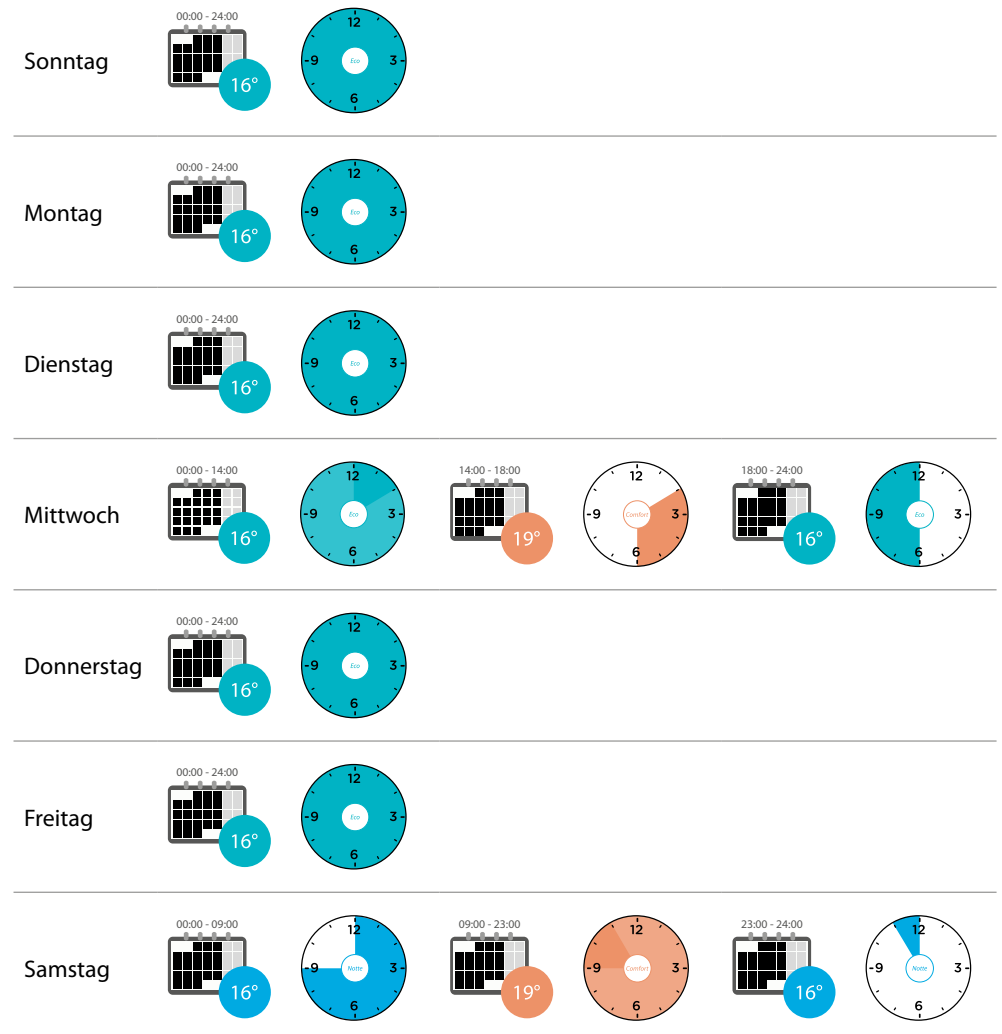 00:00 - 24:00
Sonntag
16°
12
9
Eco
3
6
00:00 - 24:00
Montag
16°
12
9
Eco
3
6
00:00 - 24:00
Dienstag
16°
12
9
Eco
3
6
00:00 - 14:00
14:00 - 18:00
18:00 - 24:00
Mittwoch
16°
12
9
Eco
3
6
19°
12
9
Comfort
3
6
16°
12
9
Eco
3
6
00:00 - 24:00
Donnerstag
16°
12
9
Eco
3
6
00:00 - 24:00
Freitag
16°
12
9
Eco
3
6
00:00 - 09:00
09:00 - 23:00
23:00 - 24:00
Samstag
16°
12
9
Notte
3
6
19°
12
9
Comfort
3
6
16°
12
9
Notte
3
6